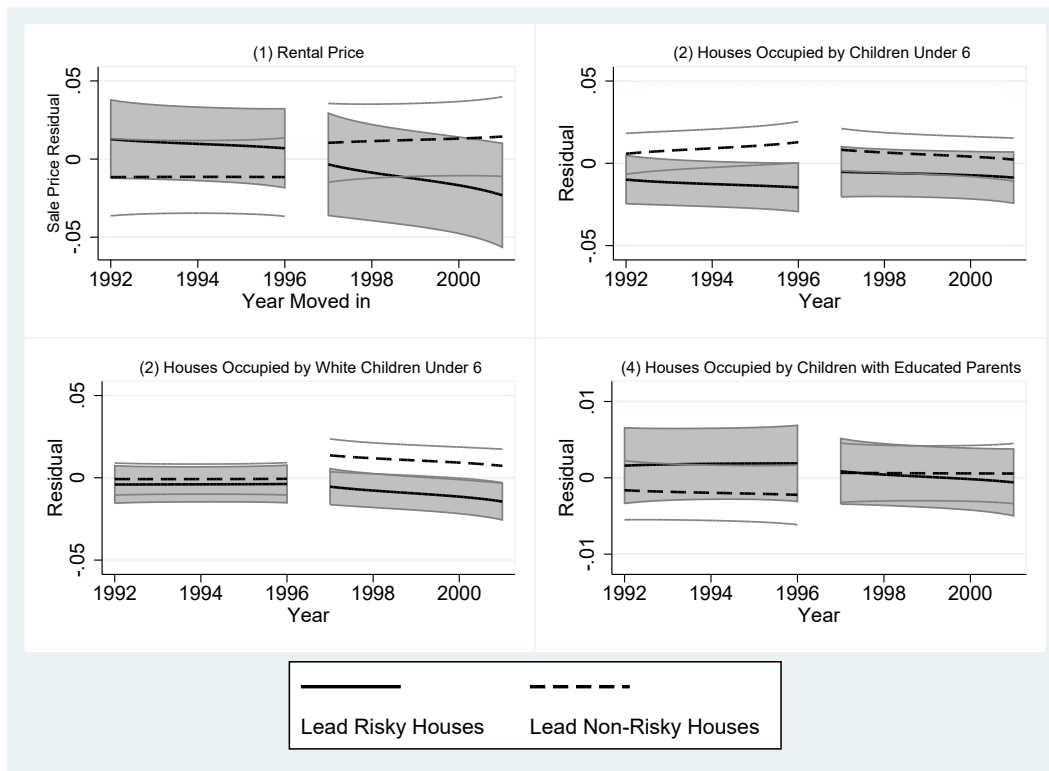 (1) Rental Price
Sale Price Residual
.05
0
-.05
1992 1994 1996 1998 2000
Year Moved in
(2) Houses Occupied by Children Under 6
Residual
.05
0
-.05
1992 1994 1996 1998 2000
Year
(2) Houses Occupied by White Children Under 6
Residual
.05
0
-.05
1992 1994 1996 1998 2000
Year
(4) Houses Occupied by Children with Educated Parents
Residual
.01
0
-.01
1992 1994 1996 1998 2000
Year
Lead Risky Houses
Lead Non-Risky Houses